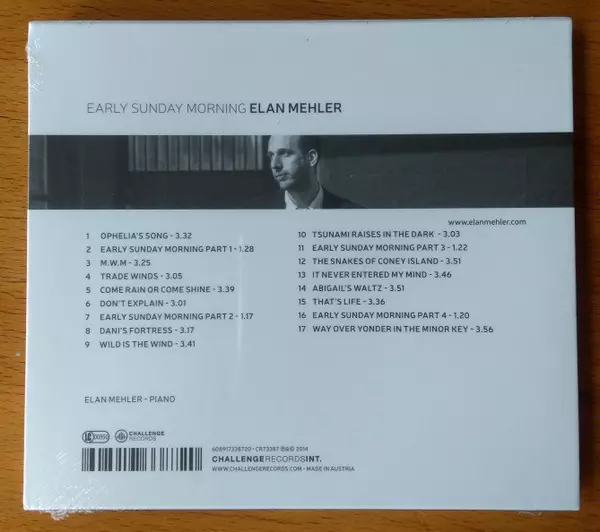 EARLY SUNDAY MORNING ELAN MEHLER
www.elanmehler.com
1 OPHELIA'S SONG - 3.32
2 EARLY SUNDAY MORNING PART 1 - 1.28
3 M.W.M - 3.25
4 TRADE WINDS - 3.05
5 COME RAIN OR COME SHINE - 3.39
6 DON'T EXPLAIN - 3.01
7 EARLY SUNDAY MORNING PART 2 - 1.17
8 DANI'S FORTRESS - 3.17
9 WILD IS THE WIND - 3.41
10 TSUNAMI RAISES IN THE DARK - 3.03
11 EARLY SUNDAY MORNING PART 3 - 1.22
12 THE SNAKES OF CONEY ISLAND - 3.51
13 IT NEVER ENTERED MY MIND - 3.46
14 ABIGAIL'S WALTZ - 3.51
15 THAT'S LIFE - 3.36
16 EARLY SUNDAY MORNING PART 4 - 1.20
17 WAY OVER YONDER IN THE MINOR KEY - 3.56
ELAN MEHLER - PIANO
LC
CHALLENGE
RECORDS
CR73387 ℗© 2014
CHALLENGERECORDSINT.
WWW.CHALLENGERECORDS.COM - MADE IN AUSTRIA